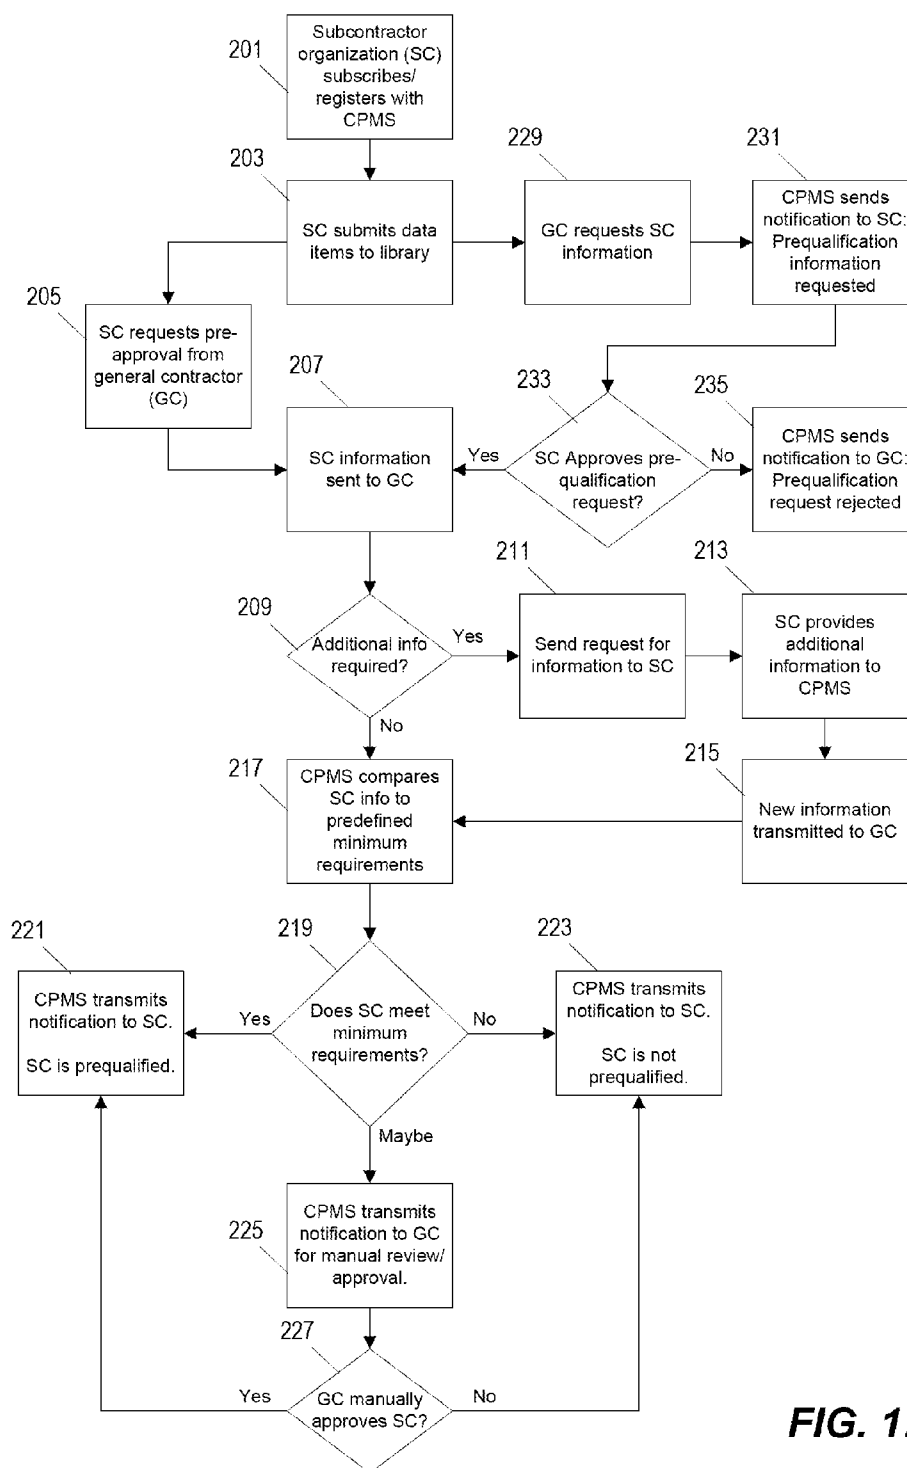 201
Subcontractor
organization (SC)
subscribes/
registers with
CPMS
203
SC submits data
items to library
229
GC requests SC
information
231
CPMS sends
notification to SC:
Prequalification
information
requested
205
SC requests pre-
approval from
general contractor
(GC)
207
SC information
sent to GC
Yes
233
SC Approves pre-
qualification
request?
No
235
CPMS sends
notification to GC:
Prequalification
request rejected
209
Additional info
required?
Yes
No
211
Send request for
information to SC
213
SC provides
additional
information to
CPMS
217
CPMS compares
SC info to
predefined
minimum
requirements
215
New information
transmitted to GC
221
CPMS transmits
notification to SC.
SC is prequalified.
Yes
219
Does SC meet
minimum
requirements?
No
Maybe
223
CPMS transmits
notification to SC.
SC is not
prequalified.
225
CPMS transmits
notification to GC
for manual review/
approval.
227
Yes
GC manually
approves SC?
No
FIG. 1